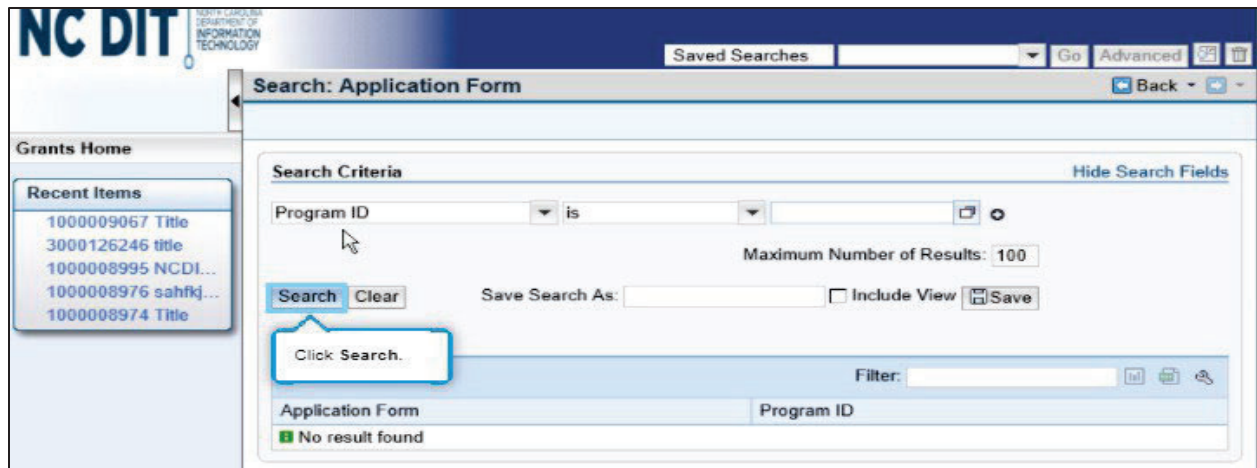 NC DIT
NORTH CAROLINA
DEPARTMENT OF
INFORMATION
TECHNOLOGY
Saved Searches Go Advanced
Search: Application Form Back
Grants Home
Recent Items
1000009067 Title
3000126246 title
1000008995 NCDI...
1000008976 sahfkj...
1000008974 Title
Search Criteria Hide Search Fields
Program ID is
Maximum Number of Results: 100
Search Clear Save Search As: Include View Save
Click Search.
Filter:
Application Form Program ID
No result found